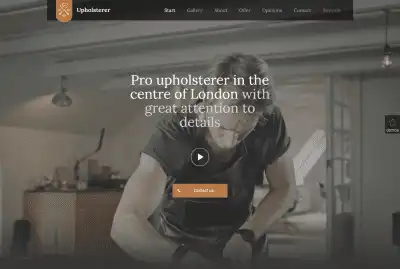 Upholsterer
Start Gallery About Offer Opinions Contact
Pro upholsterer in the
centre of London with
great attention to
details
Contact us